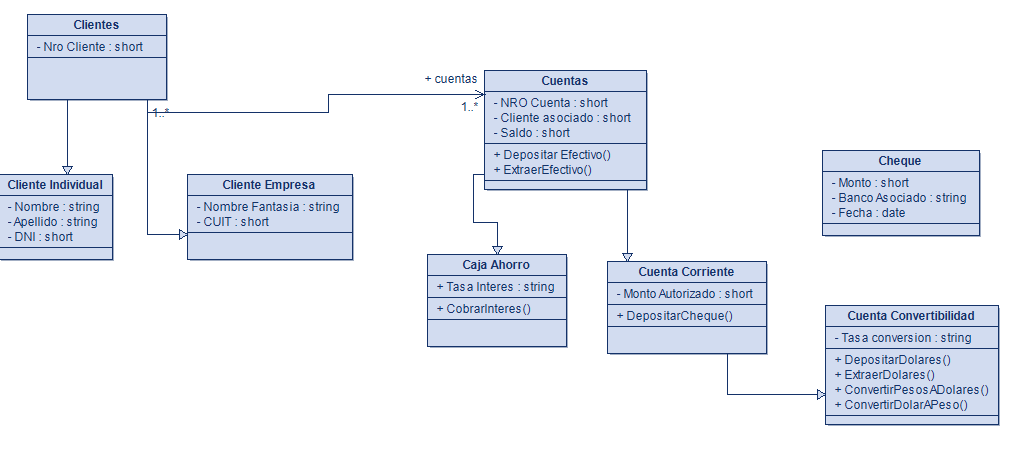 Clientes
- Nro Cliente : short
+ cuentas
1..*
1..*
Cuentas
- NRO Cuenta : short
- Cliente asociado : short
- Saldo : short
+ Depositar Efectivo()
+ ExtraerEfectivo()
Cheque
- Monto : short
- Banco Asociado : string
- Fecha : date
Cliente Individual
- Nombre : string
- Apellido : string
- DNI : short
Cliente Empresa
- Nombre Fantasia : string
- CUIT : short
Caja Ahorro
+ Tasa Interes : string
+ CobrarInteres()
Cuenta Corriente
- Monto Autorizado : short
+ DepositarCheque()
Cuenta Convertibilidad
- Tasa conversion : string
+ DepositarDolares()
+ ExtraerDolares()
+ ConvertirPesosADolares()
+ ConvertirDolarAPeso()